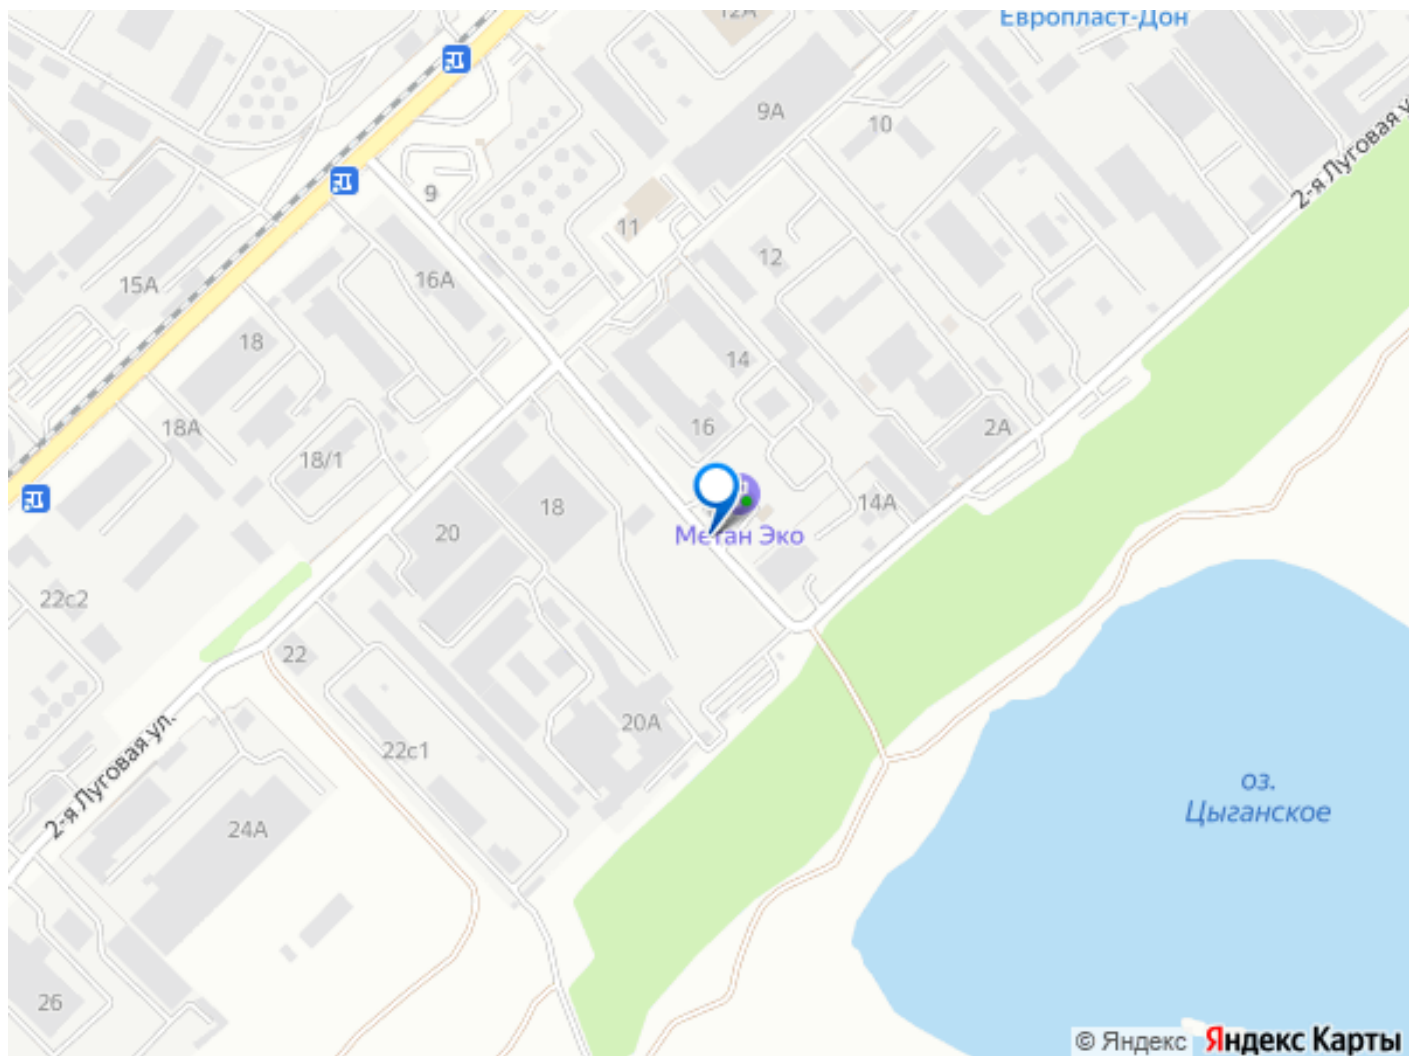 12А
Европласт-Дон
9А
10
2-я Луговая у
9
11
12
16А
15А
18
14
18А
16
2А
18/1
18
14А
20
Метан Эко
22с2
22
20А
2-я Луговая ул.
22с1
оз.
Цыганское
24А
26
© Яндекс
Яндекс Карты